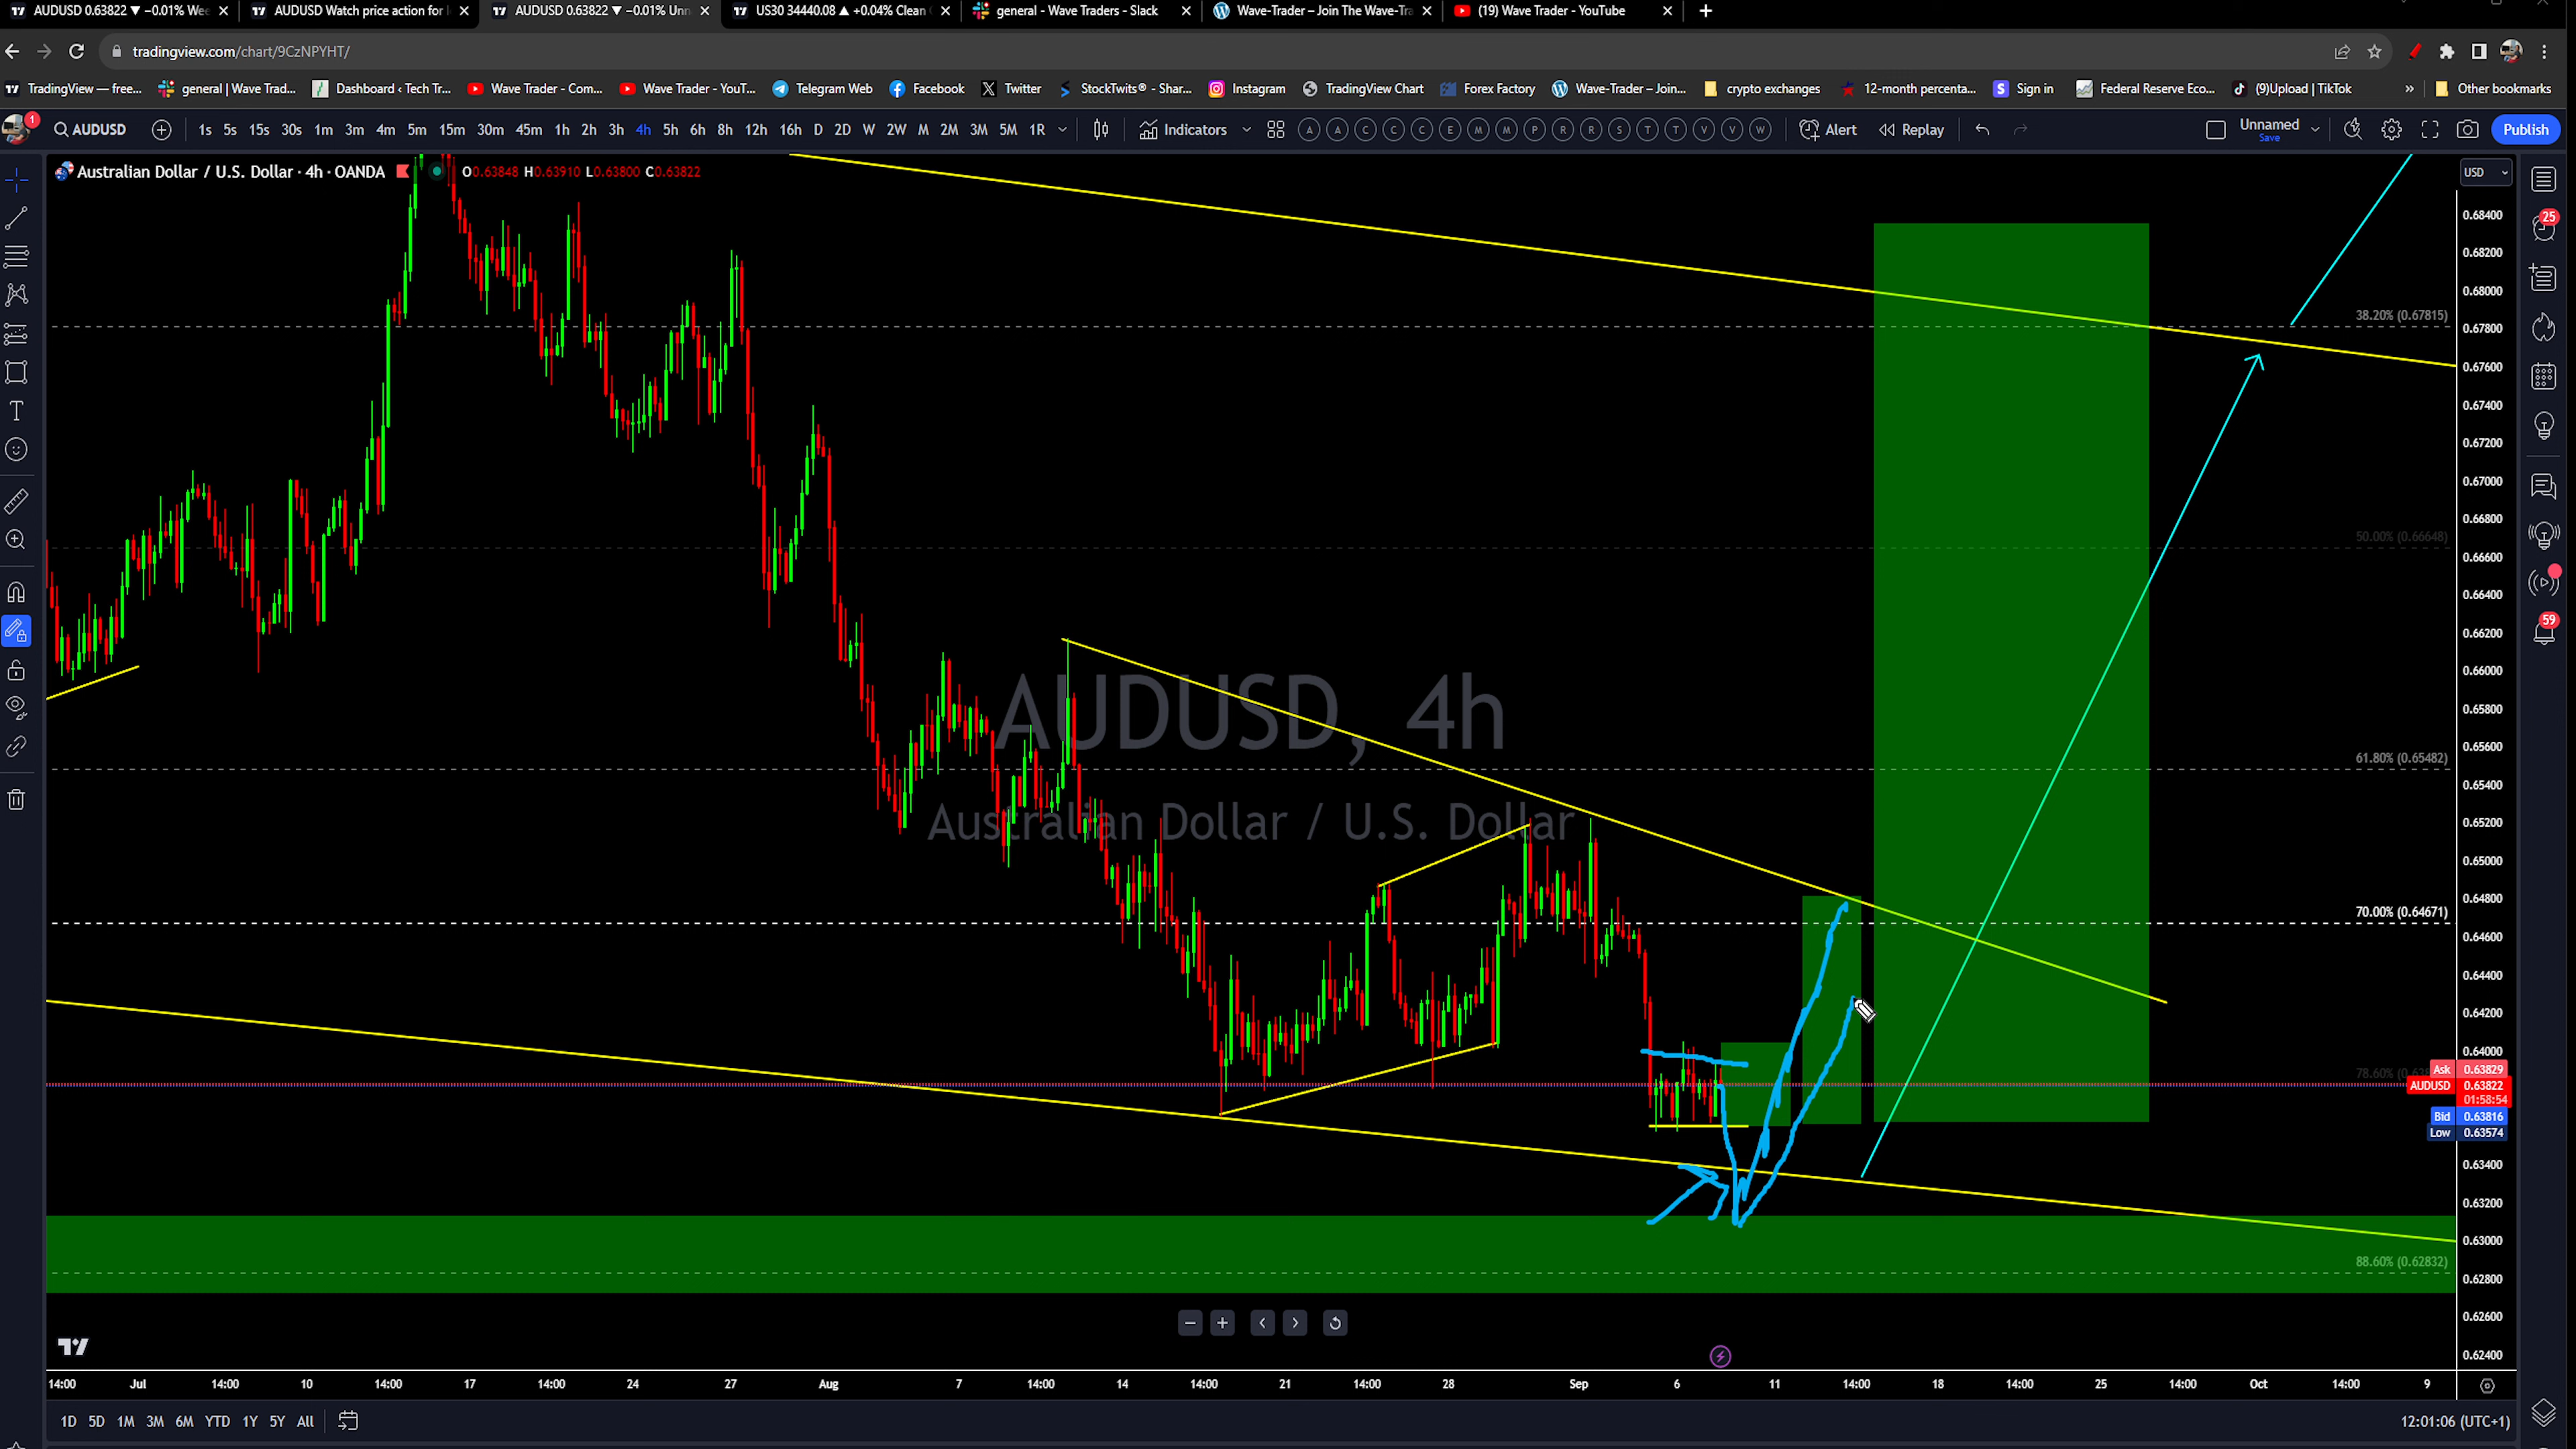 AUDUSD 0.63822 ▼ −0.01% We
AUDUSD Watch price action for
AUDUSD 0.63822 ▼ −0.01% Un
US30 34440.08 ▲ +0.04% Clean
general - Wave Traders - Slack
Wave-Trader – Join The Wave-Tra
(19) Wave Trader - YouTube
tradingview.com/chart/9CzNPYHT/
TradingView — free...
general | Wave Trad...
Dashboard ‹ Tech Tr...
Wave Trader - Com...
Wave Trader - YouT...
Telegram Web
Facebook
Twitter
StockTwits® - Shar...
Instagram
TradingView Chart
Forex Factory
Wave-Trader – Join...
crypto exchanges
12-month percenta...
Sign in
Federal Reserve Eco...
(9)Upload | TikTok
»
Other bookmarks
1
AUDUSD
1s 5s 15s 30s 1m 3m 4m 5m 15m 30m 45m 1h 2h 3h 4h 5h 6h 8h 12h 16h D 2D W 2W M 2M 3M 5M 1R
Indicators
A A C C C E M M P R R S T T V V W
Alert
Replay
Unnamed
Save
Publish
Australian Dollar / U.S. Dollar · 4h · OANDA
O0.63848 H0.63910 L0.63800 C0.63822
USD
0.68400
0.68200
0.68000
38.20% (0.67815)
0.67800
0.67600
0.67400
0.67200
0.67000
0.66800
50.00% (0.66648)
0.66600
0.66400
0.66200
0.66000
0.65800
0.65600
61.80% (0.65482)
0.65400
0.65200
0.65000
0.64800
70.00% (0.64671)
0.64600
0.64400
0.64200
0.64000
78.60% (0.63
Ask 0.63829
AUDUSD 0.63822
01:58:54
Bid 0.63816
Low 0.63574
0.63400
0.63200
0.63000
88.60% (0.62832)
0.62800
0.62600
0.62400
AUDUSD, 4h
Australian Dollar / U.S. Dollar
25
59
14:00 Jul 14:00 10 14:00 17 14:00 24 27 Aug 7 14:00 14 14:00 21 14:00 28 Sep 6 11 14:00 18 14:00 25 14:00 Oct 14:00 9
1D 5D 1M 3M 6M YTD 1Y 5Y All
12:01:06 (UTC+1)